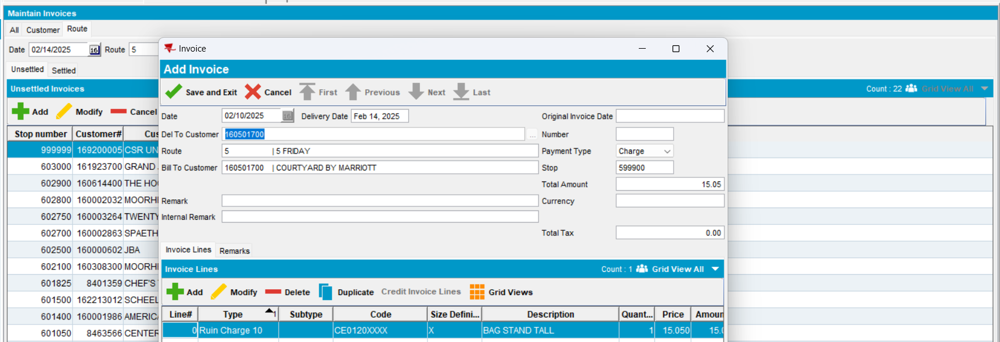 Maintain Invoices
All Customer Route
Date 02/14/2025 16 Route 5
Unsettled Settled
Unsettled Invoices Count : 22 Grid View All
Add Modify Cancel
Stop number Customer# Cus
999999 169200005 CSR UN
603000 161923700 GRAND
602900 160614400 THE HO
602800 160002032 MOORH
602750 160003264 TWENTY
602700 160002863 SPAETH
602500 160000602 JBA
602100 160308300 MOORH
601825 8401359 CHEF'S
601500 162213012 SCHEEL
601400 160001986 AMERIC
601050 8463566 CENTER
Invoice
Add Invoice
Save and Exit Cancel First Previous Next Last
Date 02/10/2025 16 Delivery Date Feb 14, 2025 Original Invoice Date
Del To Customer 160501700 ... Number
Route 5 | 5 FRIDAY Payment Type Charge
Bill To Customer 160501700 | COURTYARD BY MARRIOTT Stop 599900
Total Amount 15.05
Remark Currency
Internal Remark
Total Tax 0.00
Invoice Lines Remarks
Invoice Lines Count : 1 Grid View All
Add Modify Delete Duplicate Credit Invoice Lines Grid Views
Line# Type 1 Subtype Code Size Defini... Description Quant... Price Amoun
0 Ruin Charge 10 CE0120XXXX X BAG STAND TALL 1 15.050 15.0